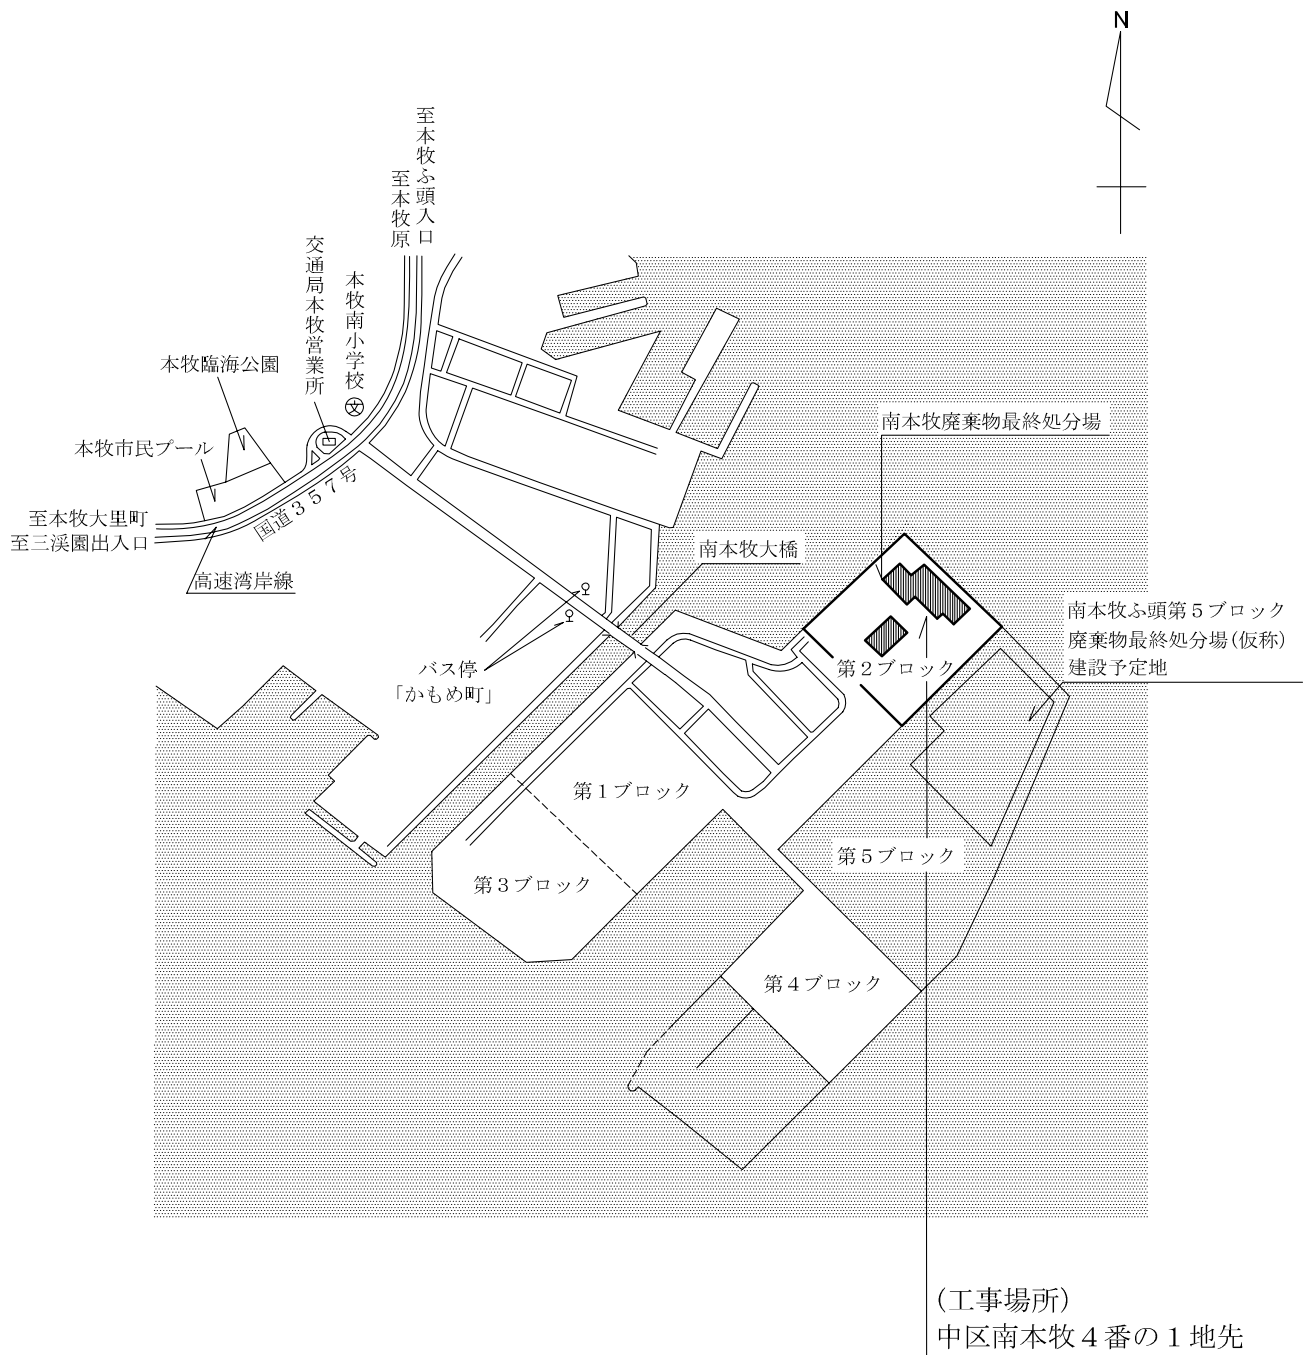 N
至本牧ふ頭入口
至本牧原
交通局本牧営業所
本牧南小学校
文
本牧臨海公園
本牧市民プール
国道３５７号
至本牧大里町
至三渓園出入口
高速湾岸線
南本牧廃棄物最終処分場
南本牧大橋
南本牧ふ頭第５ブロック
廃棄物最終処分場(仮称)
建設予定地
第２ブロック
バス停
「かもめ町」
第１ブロック
第５ブロック
第３ブロック
第４ブロック
(工事場所)
中区南本牧４番の１地先